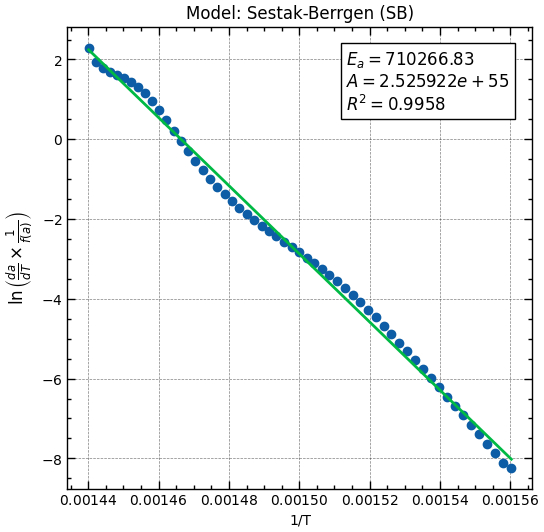 Model: Sestak-Berrgen (SB)
E_a = 710266.83
A = 2.525922e + 55
R² = 0.9958
2
0
−2
−4
−6
−8
ln (da/dT × 1/f(a))
0.00144 0.00146 0.00148 0.00150 0.00152 0.00154 0.00156
1/T